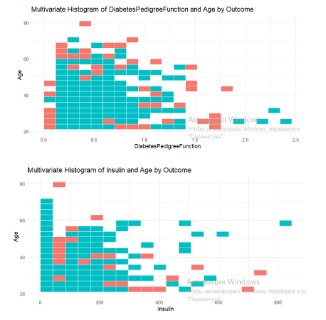 Multivariate Histogram of DiabetesPedigreeFunction and Age by Outcome
80
60
Age
40
20
0.0 0.5 1.0 1.5 2.0 2.5
DiabetesPedigreeFunction
Windows
Multivariate Histogram of Insulin and Age by Outcome
80
60
Age
40
20
0 200 400 600 800
Insulin
Windows